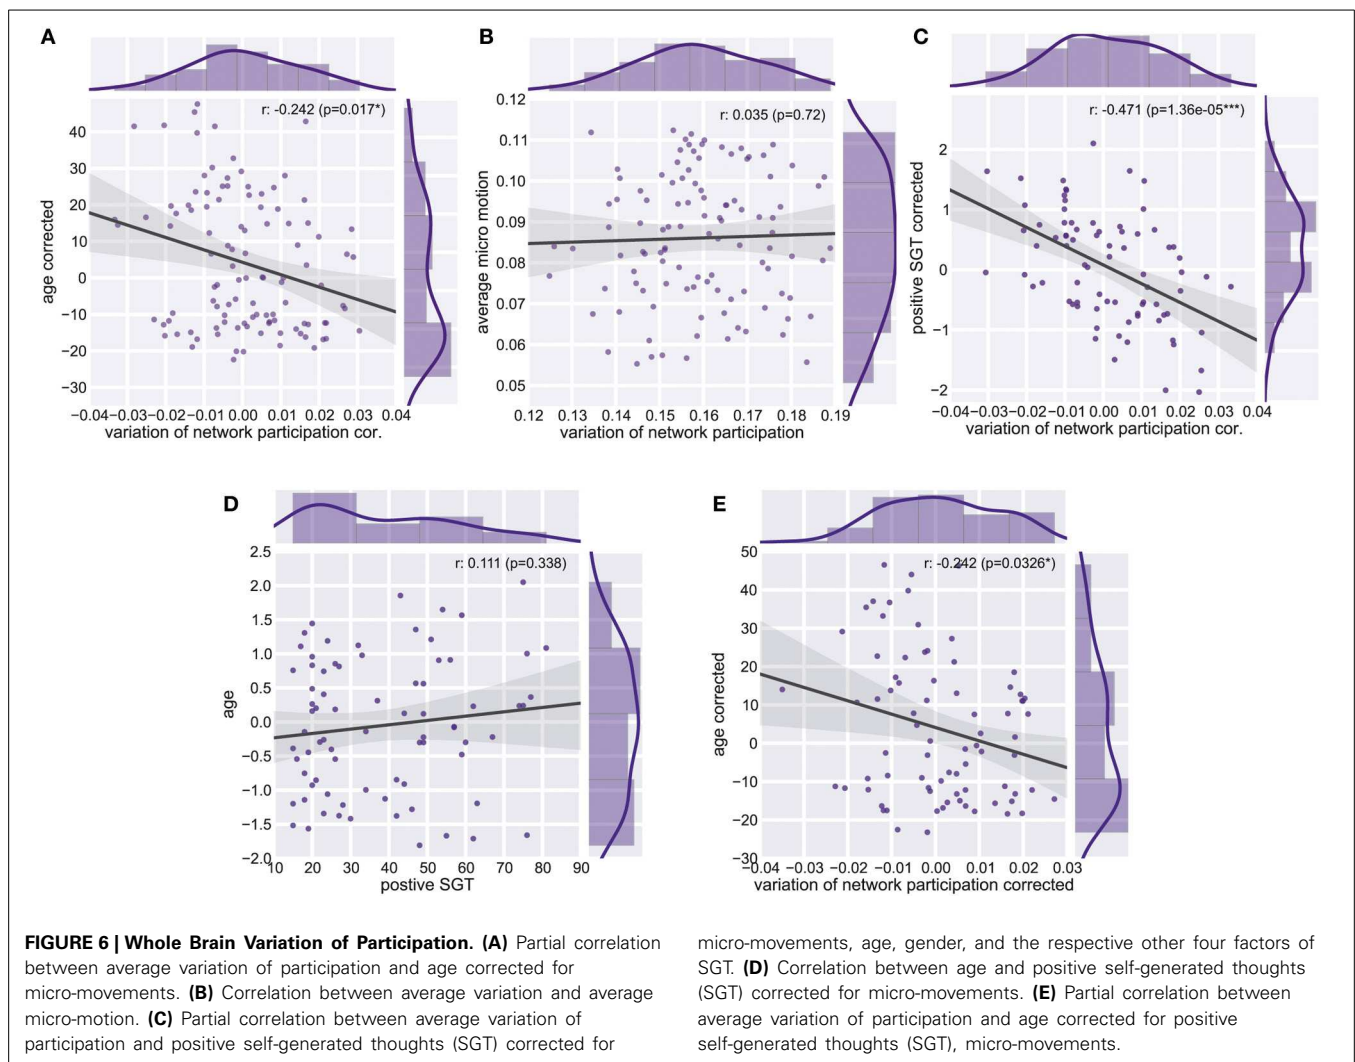 A
r: -0.242 (p=0.017*)
age corrected
40
30
20
10
0
−10
−20
−30
−0.04−0.03−0.02−0.01 0.00 0.01 0.02 0.03 0.04
variation of network participation cor.
B
r: 0.035 (p=0.72)
average micro motion
0.12
0.11
0.10
0.09
0.08
0.07
0.06
0.05
0.12 0.13 0.14 0.15 0.16 0.17 0.18 0.19
variation of network participation
C
r: -0.471 (p=1.36e-05***)
positive SGT corrected
2
1
0
−1
−2
−0.04−0.03−0.02−0.01 0.00 0.01 0.02 0.03 0.04
variation of network participation cor.
D
r: 0.111 (p=0.338)
age
2.5
2.0
1.5
1.0
0.5
0.0
−0.5
−1.0
−1.5
−2.0
10 20 30 40 50 60 70 80 90
postive SGT
E
r: -0.242 (p=0.0326*)
age corrected
50
40
30
20
10
0
−10
−20
−30
−0.04 −0.03 −0.02 −0.01 0.00 0.01 0.02 0.03
variation of network participation corrected
FIGURE 6 | Whole Brain Variation of Participation. (A) Partial correlation
between average variation of participation and age corrected for
micro-movements. (B) Correlation between average variation and average
micro-motion. (C) Partial correlation between average variation of
participation and positive self-generated thoughts (SGT) corrected for
micro-movements, age, gender, and the respective other four factors of
SGT. (D) Correlation between age and positive self-generated thoughts
(SGT) corrected for micro-movements. (E) Partial correlation between
average variation of participation and age corrected for positive
self-generated thoughts (SGT), micro-movements.